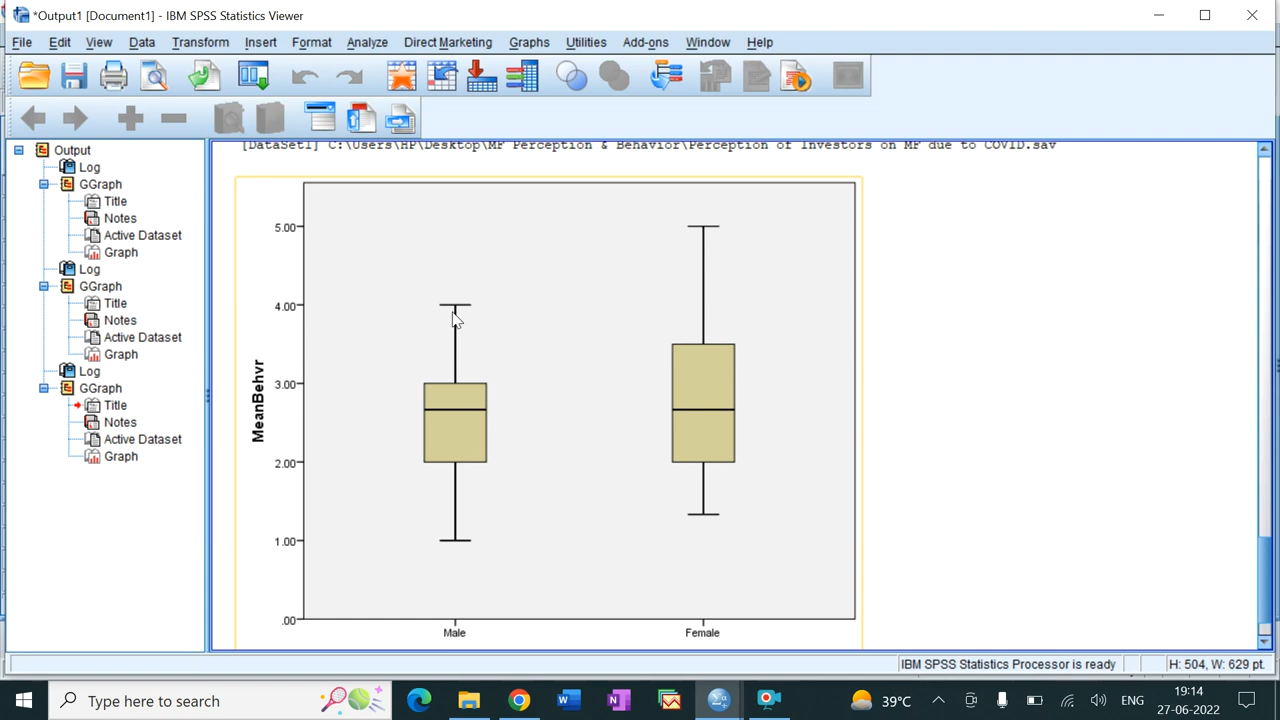 *Output1 [Document1] - IBM SPSS Statistics Viewer
File Edit View Data Transform Insert Format Analyze Direct Marketing Graphs Utilities Add-ons Window Help
Output
Log
GGraph
Title
Notes
Active Dataset
Graph
Log
GGraph
Title
Notes
Active Dataset
Graph
Log
GGraph
Title
Notes
Active Dataset
Graph
[DataSet1] C:\Users\HP\Desktop\MF Perception & Behavior\Perception of Investors on MF due to COVID.sav
MeanBehvr
5.00
4.00
3.00
2.00
1.00
.00
Male Female
IBM SPSS Statistics Processor is ready H: 504, W: 629 pt.
Type here to search
39°C
ENG
19:14
27-06-2022